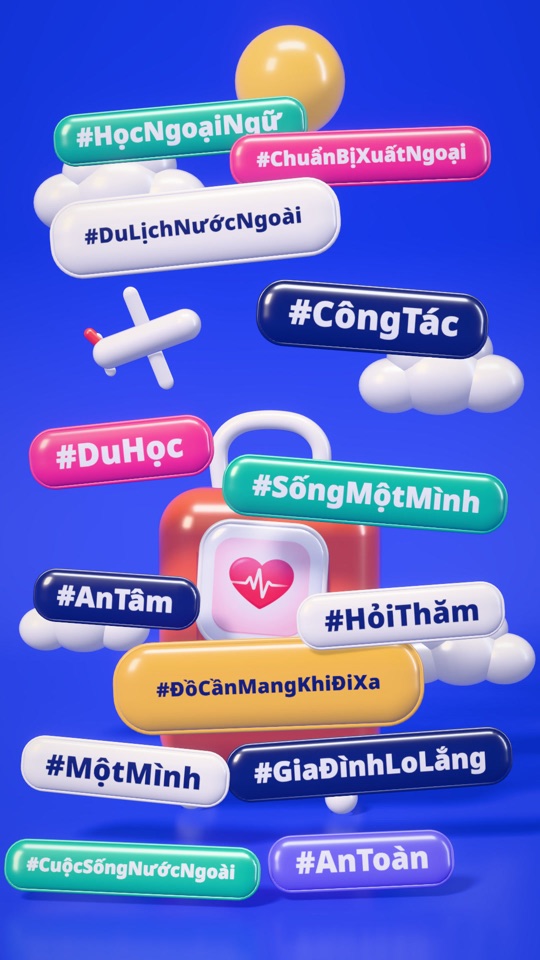 #HọcNgoạiNgữ
#ChuẩnBịXuấtNgoại
#DuLịchNướcNgoài
#CôngTác
#DuHọc
#SốngMộtMình
#AnTâm
#HỏiThăm
#ĐồCầnMangKhiĐiXa
#MộtMình
#GiaĐìnhLoLắng
#CuộcSốngNướcNgoài
#AnToàn